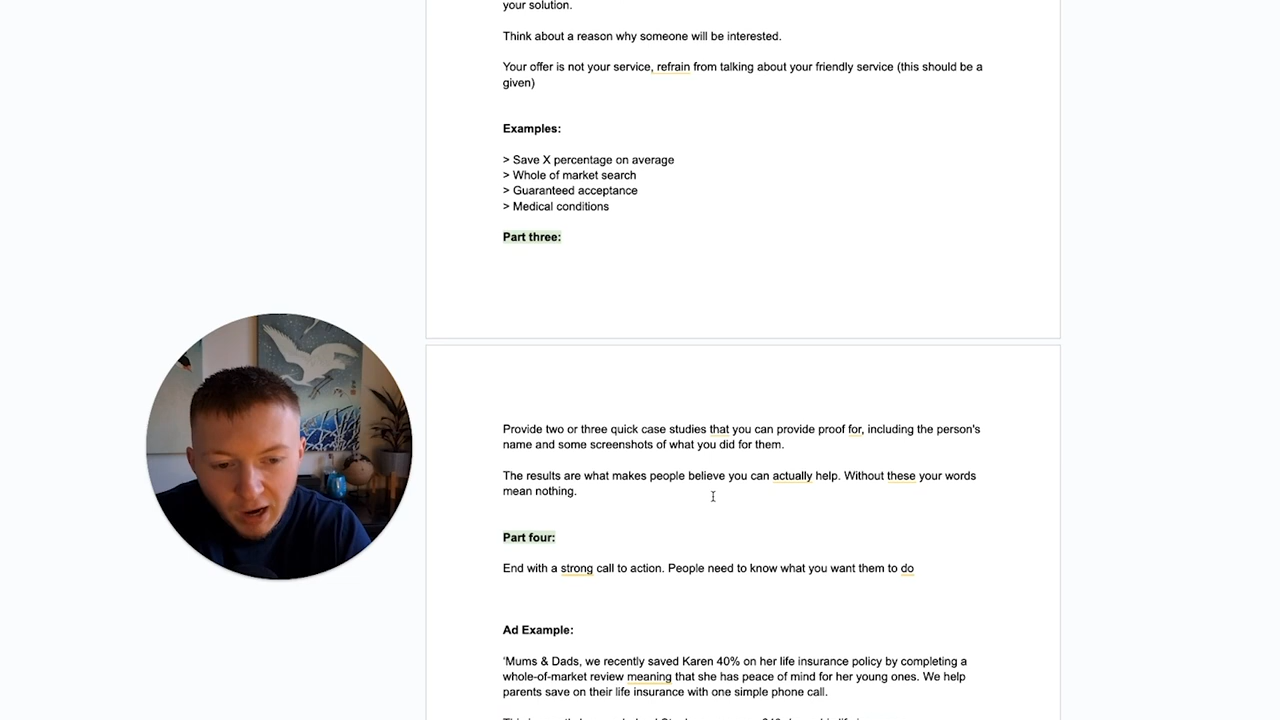 your solution.
Think about a reason why someone will be interested.
Your offer is not your service, refrain from talking about your friendly service (this should be a
given)
Examples:
> Save X percentage on average
> Whole of market search
> Guaranteed acceptance
> Medical conditions
Part three:
Provide two or three quick case studies that you can provide proof for, including the person's
name and some screenshots of what you did for them.
The results are what makes people believe you can actually help. Without these your words
mean nothing.
Part four:
End with a strong call to action. People need to know what you want them to do
Ad Example:
'Mums & Dads, we recently saved Karen 40% on her life insurance policy by completing a
whole-of-market review meaning that she has peace of mind for her young ones. We help
parents save on their life insurance with one simple phone call.